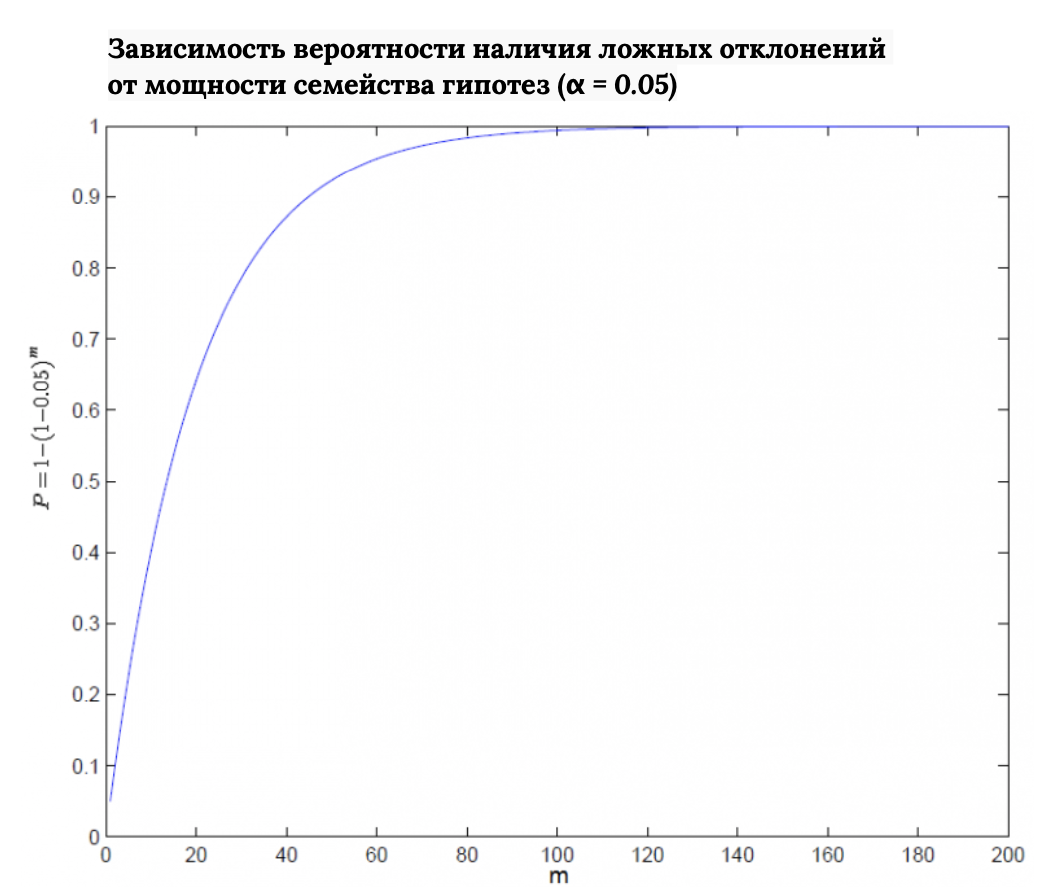 Зависимость вероятности наличия ложных отклонений
от мощности семейства гипотез (α = 0.05)
1
0.9
0.8
0.7
0.6
0.5
0.4
0.3
0.2
0.1
0
P = 1−(1−0.05)^m
0 20 40 60 80 100 120 140 160 180 200
m